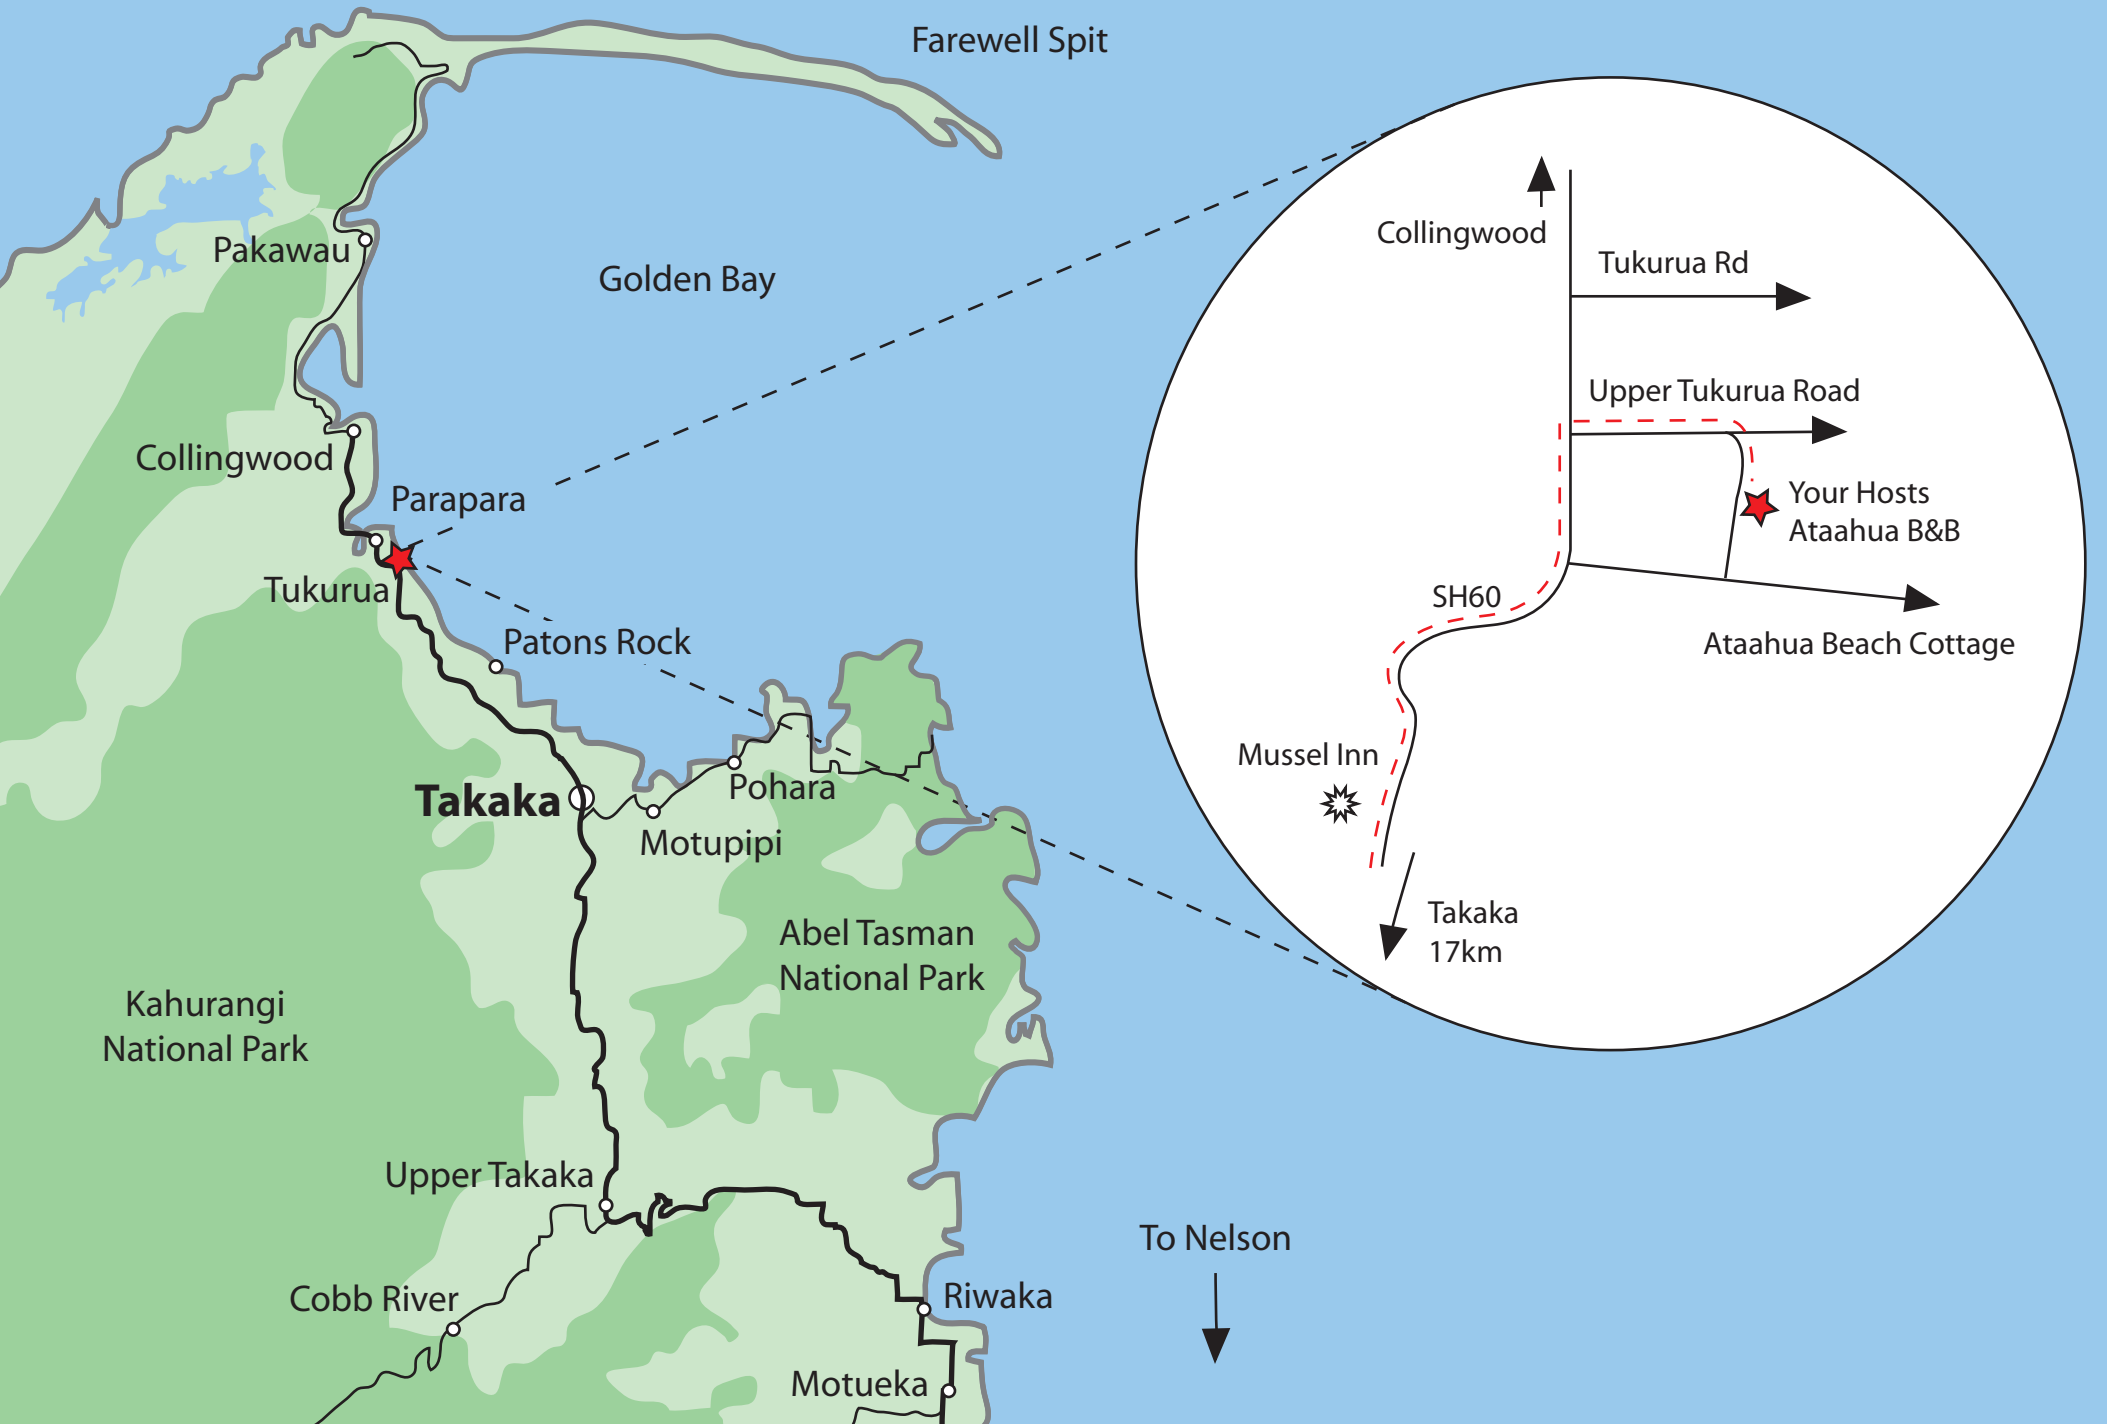 Farewell Spit
Pakawau
Golden Bay
Collingwood
Parapara
Tukurua
Patons Rock
Takaka
Pohara
Motupipi
Abel Tasman
National Park
Kahurangi
National Park
Upper Takaka
Cobb River
Riwaka
Motueka
To Nelson
Collingwood
Tukurua Rd
Upper Tukurua Road
Your Hosts
Ataahua B&B
SH60
Ataahua Beach Cottage
Mussel Inn
Takaka
17km